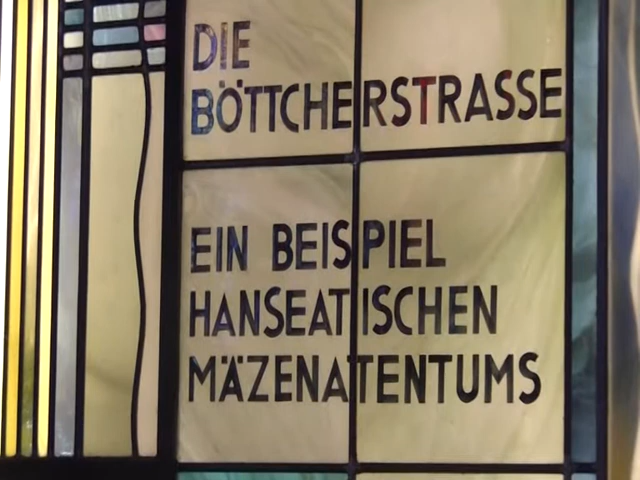 DIE
BÖTTCHERSTRASSE
EIN BEISPIEL
HANSEATISCHEN
MÄZENATENTUMS